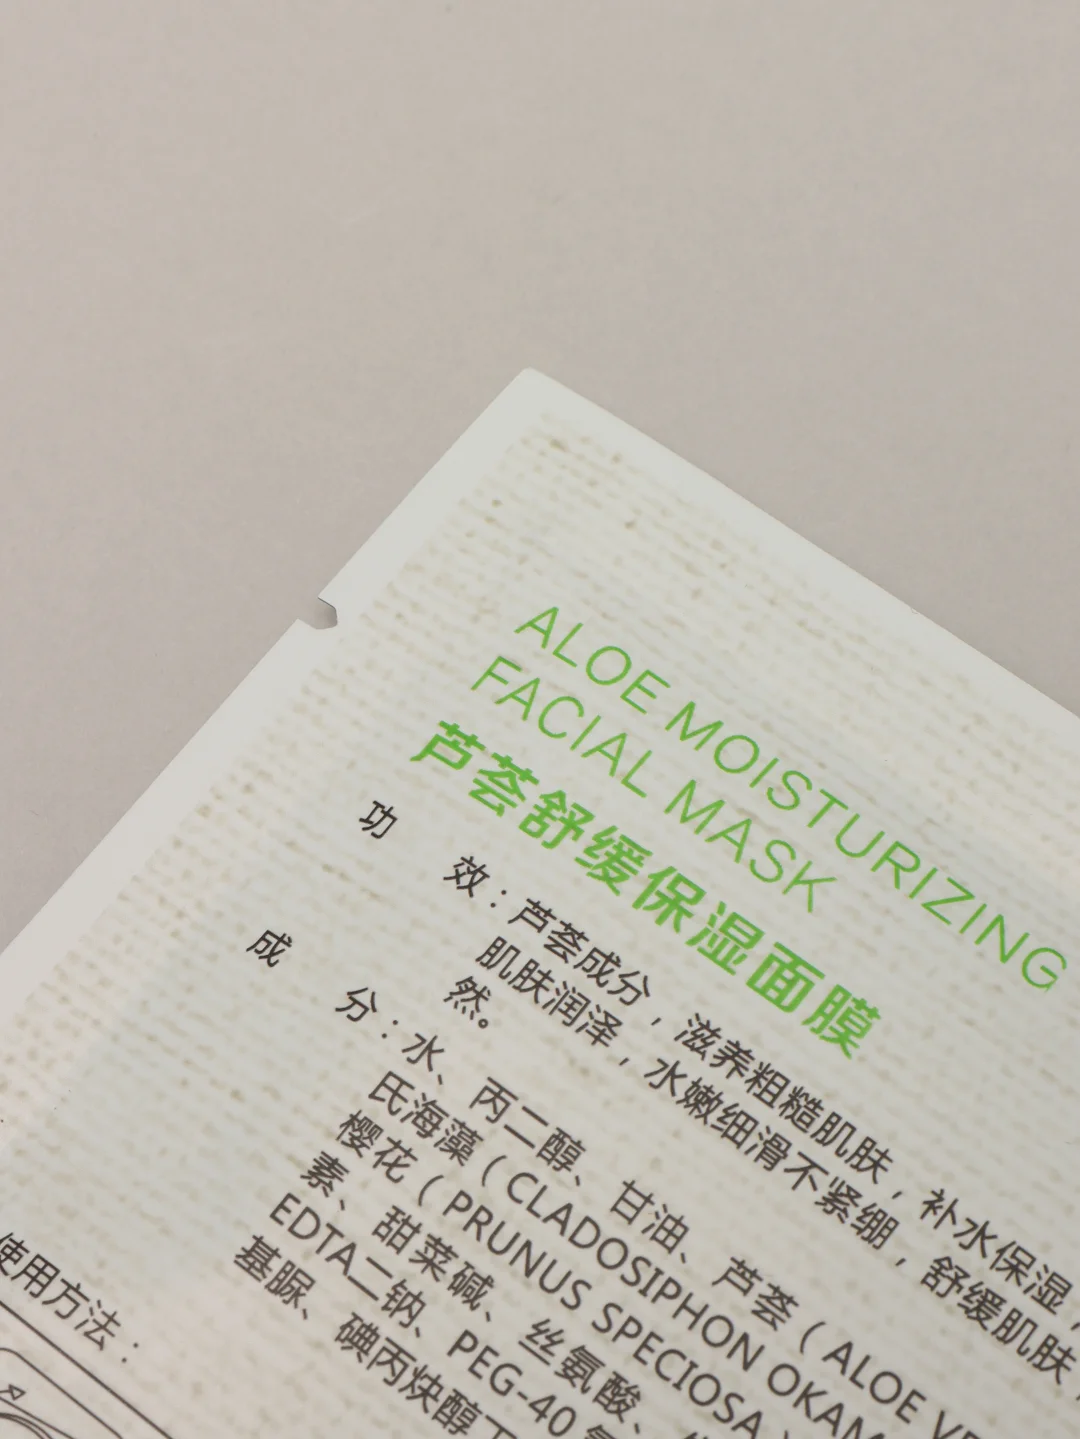 ALOE MOISTURIZING
FACIAL MASK
芦荟舒缓保湿面膜
功 效：芦荟成分，滋养粗糙肌肤，补水保湿，
肌肤润泽，水嫩细滑不紧绷，舒缓肌肤，
然。
成 分：水、丙二醇、甘油、芦荟（ALOE
氏海藻（CLADOSIPHON
樱花（PRUNUS SPECIOSA
素、甜菜碱、丝氨酸、
EDTA二钠、PEG-40
基脲、碘丙炔醇丁
使用方法：